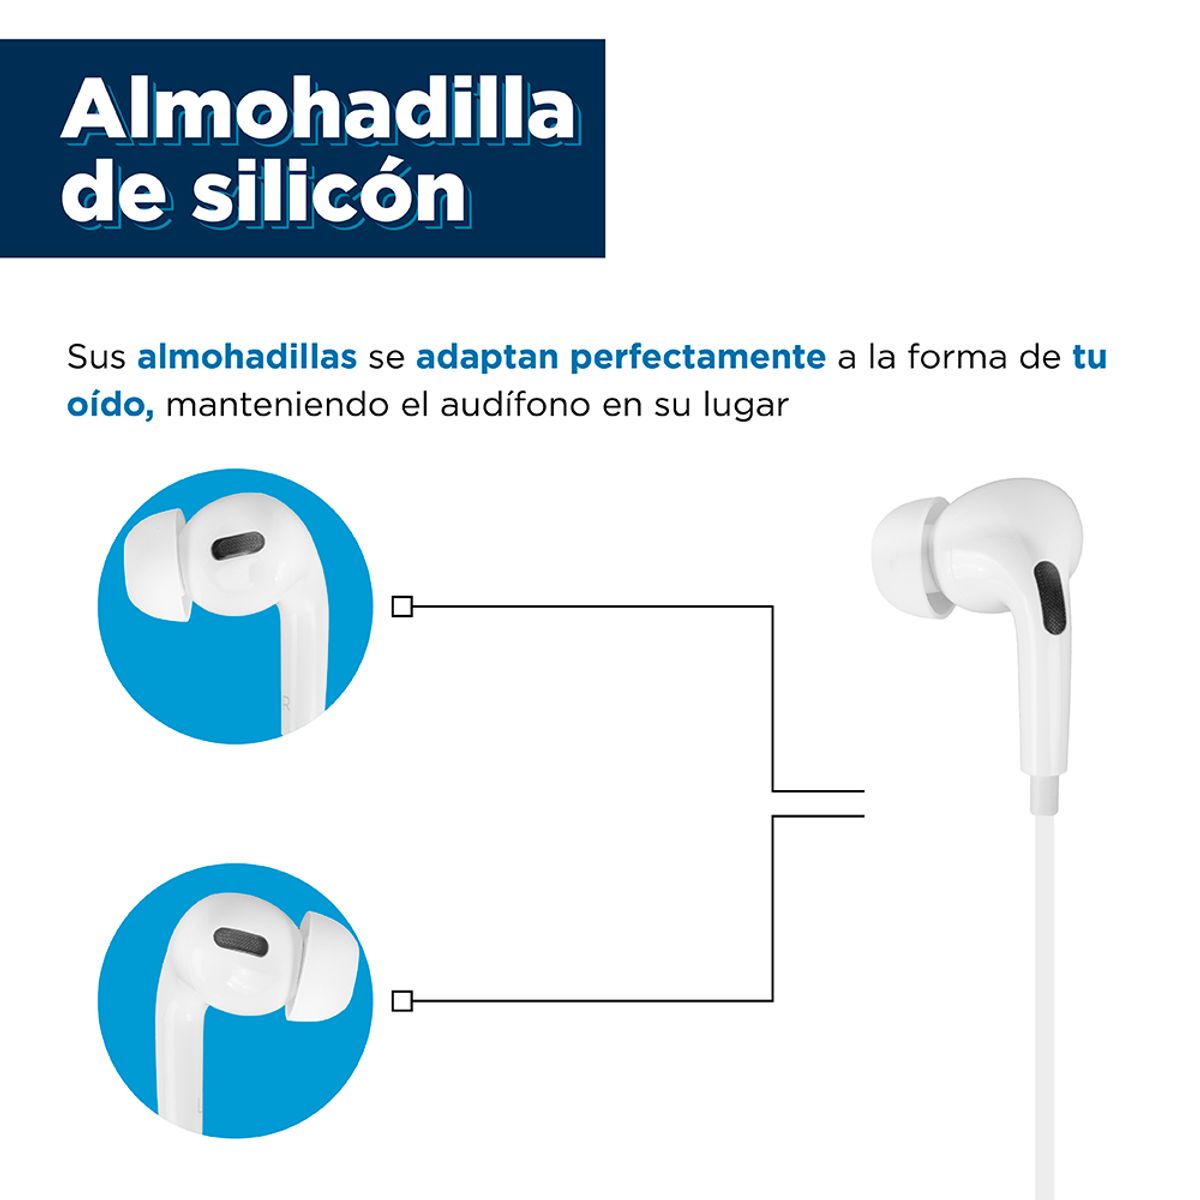 Almohadilla
de silicón
Sus almohadillas se adaptan perfectamente a la forma de tu
oído, manteniendo el audífono en su lugar
R
L